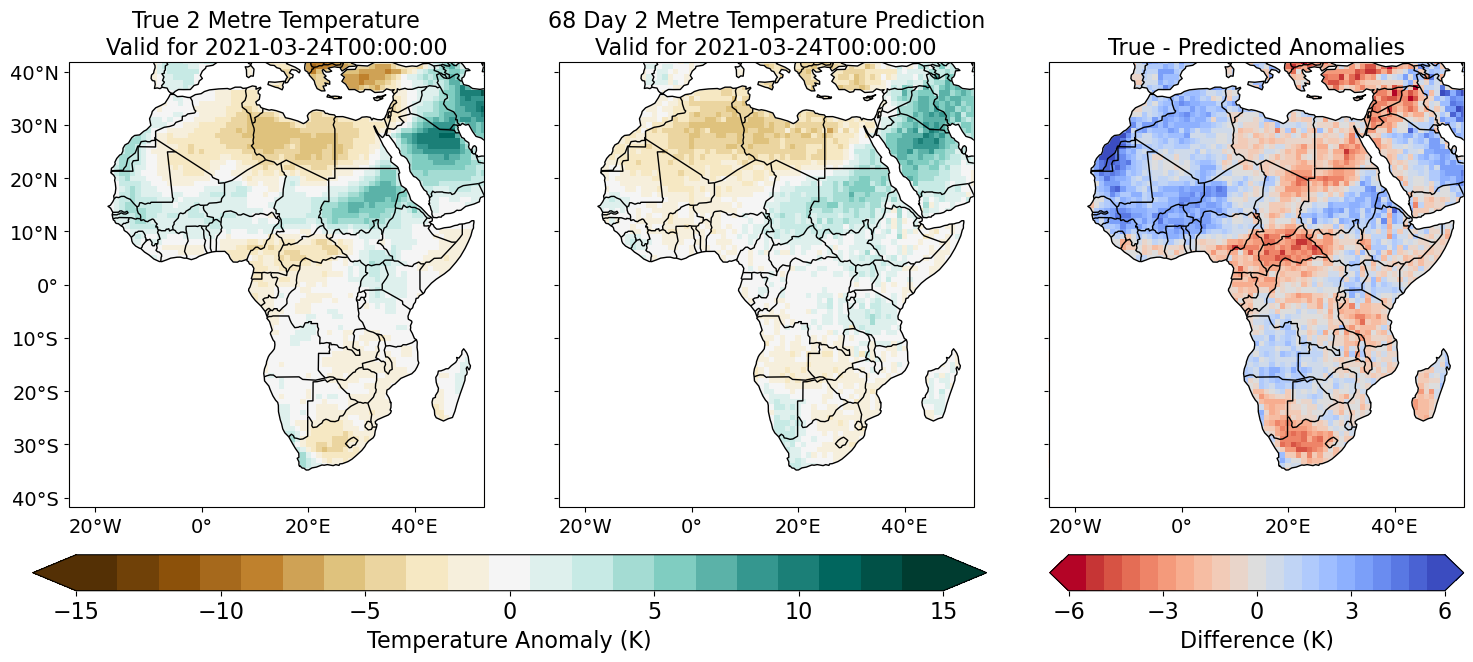 True 2 Metre Temperature
Valid for 2021-03-24T00:00:00
68 Day 2 Metre Temperature Prediction
Valid for 2021-03-24T00:00:00
True - Predicted Anomalies
40°N
30°N
20°N
10°N
0°
10°S
20°S
30°S
40°S
20°W 0° 20°E 40°E
20°W 0° 20°E 40°E
20°W 0° 20°E 40°E
−15 −10 −5 0 5 10 15
Temperature Anomaly (K)
−6 −3 0 3 6
Difference (K)